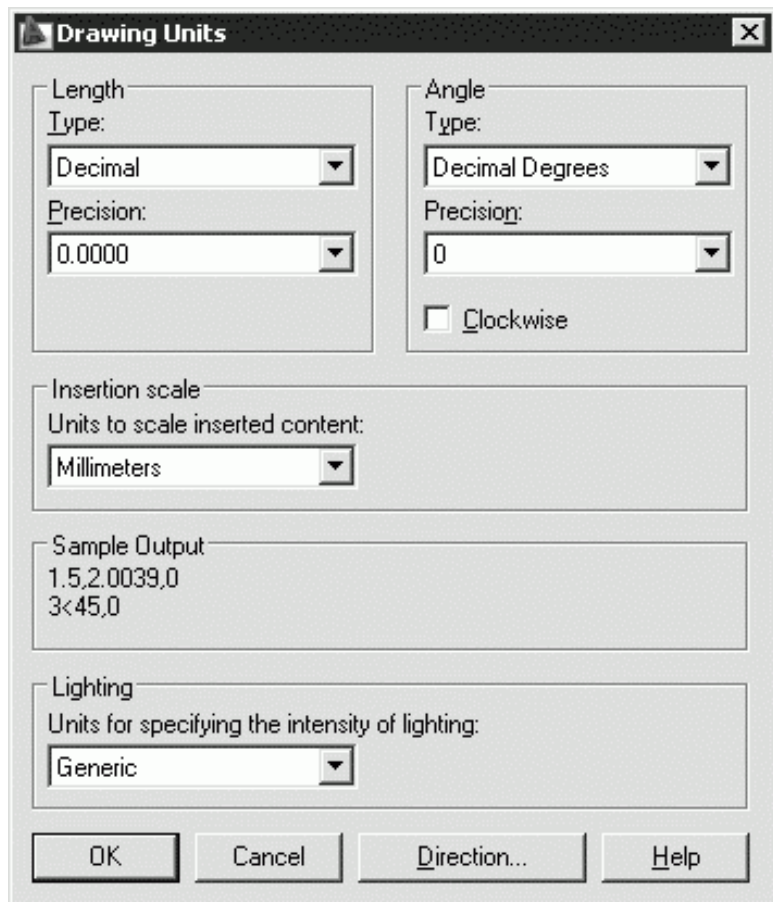 Drawing Units
Length
Type:
Decimal
Precision:
0.0000
Angle
Type:
Decimal Degrees
Precision:
0
Clockwise
Insertion scale
Units to scale inserted content:
Millimeters
Sample Output
1.5,2.0039,0
3<45,0
Lighting
Units for specifying the intensity of lighting:
Generic
OK Cancel Direction... Help